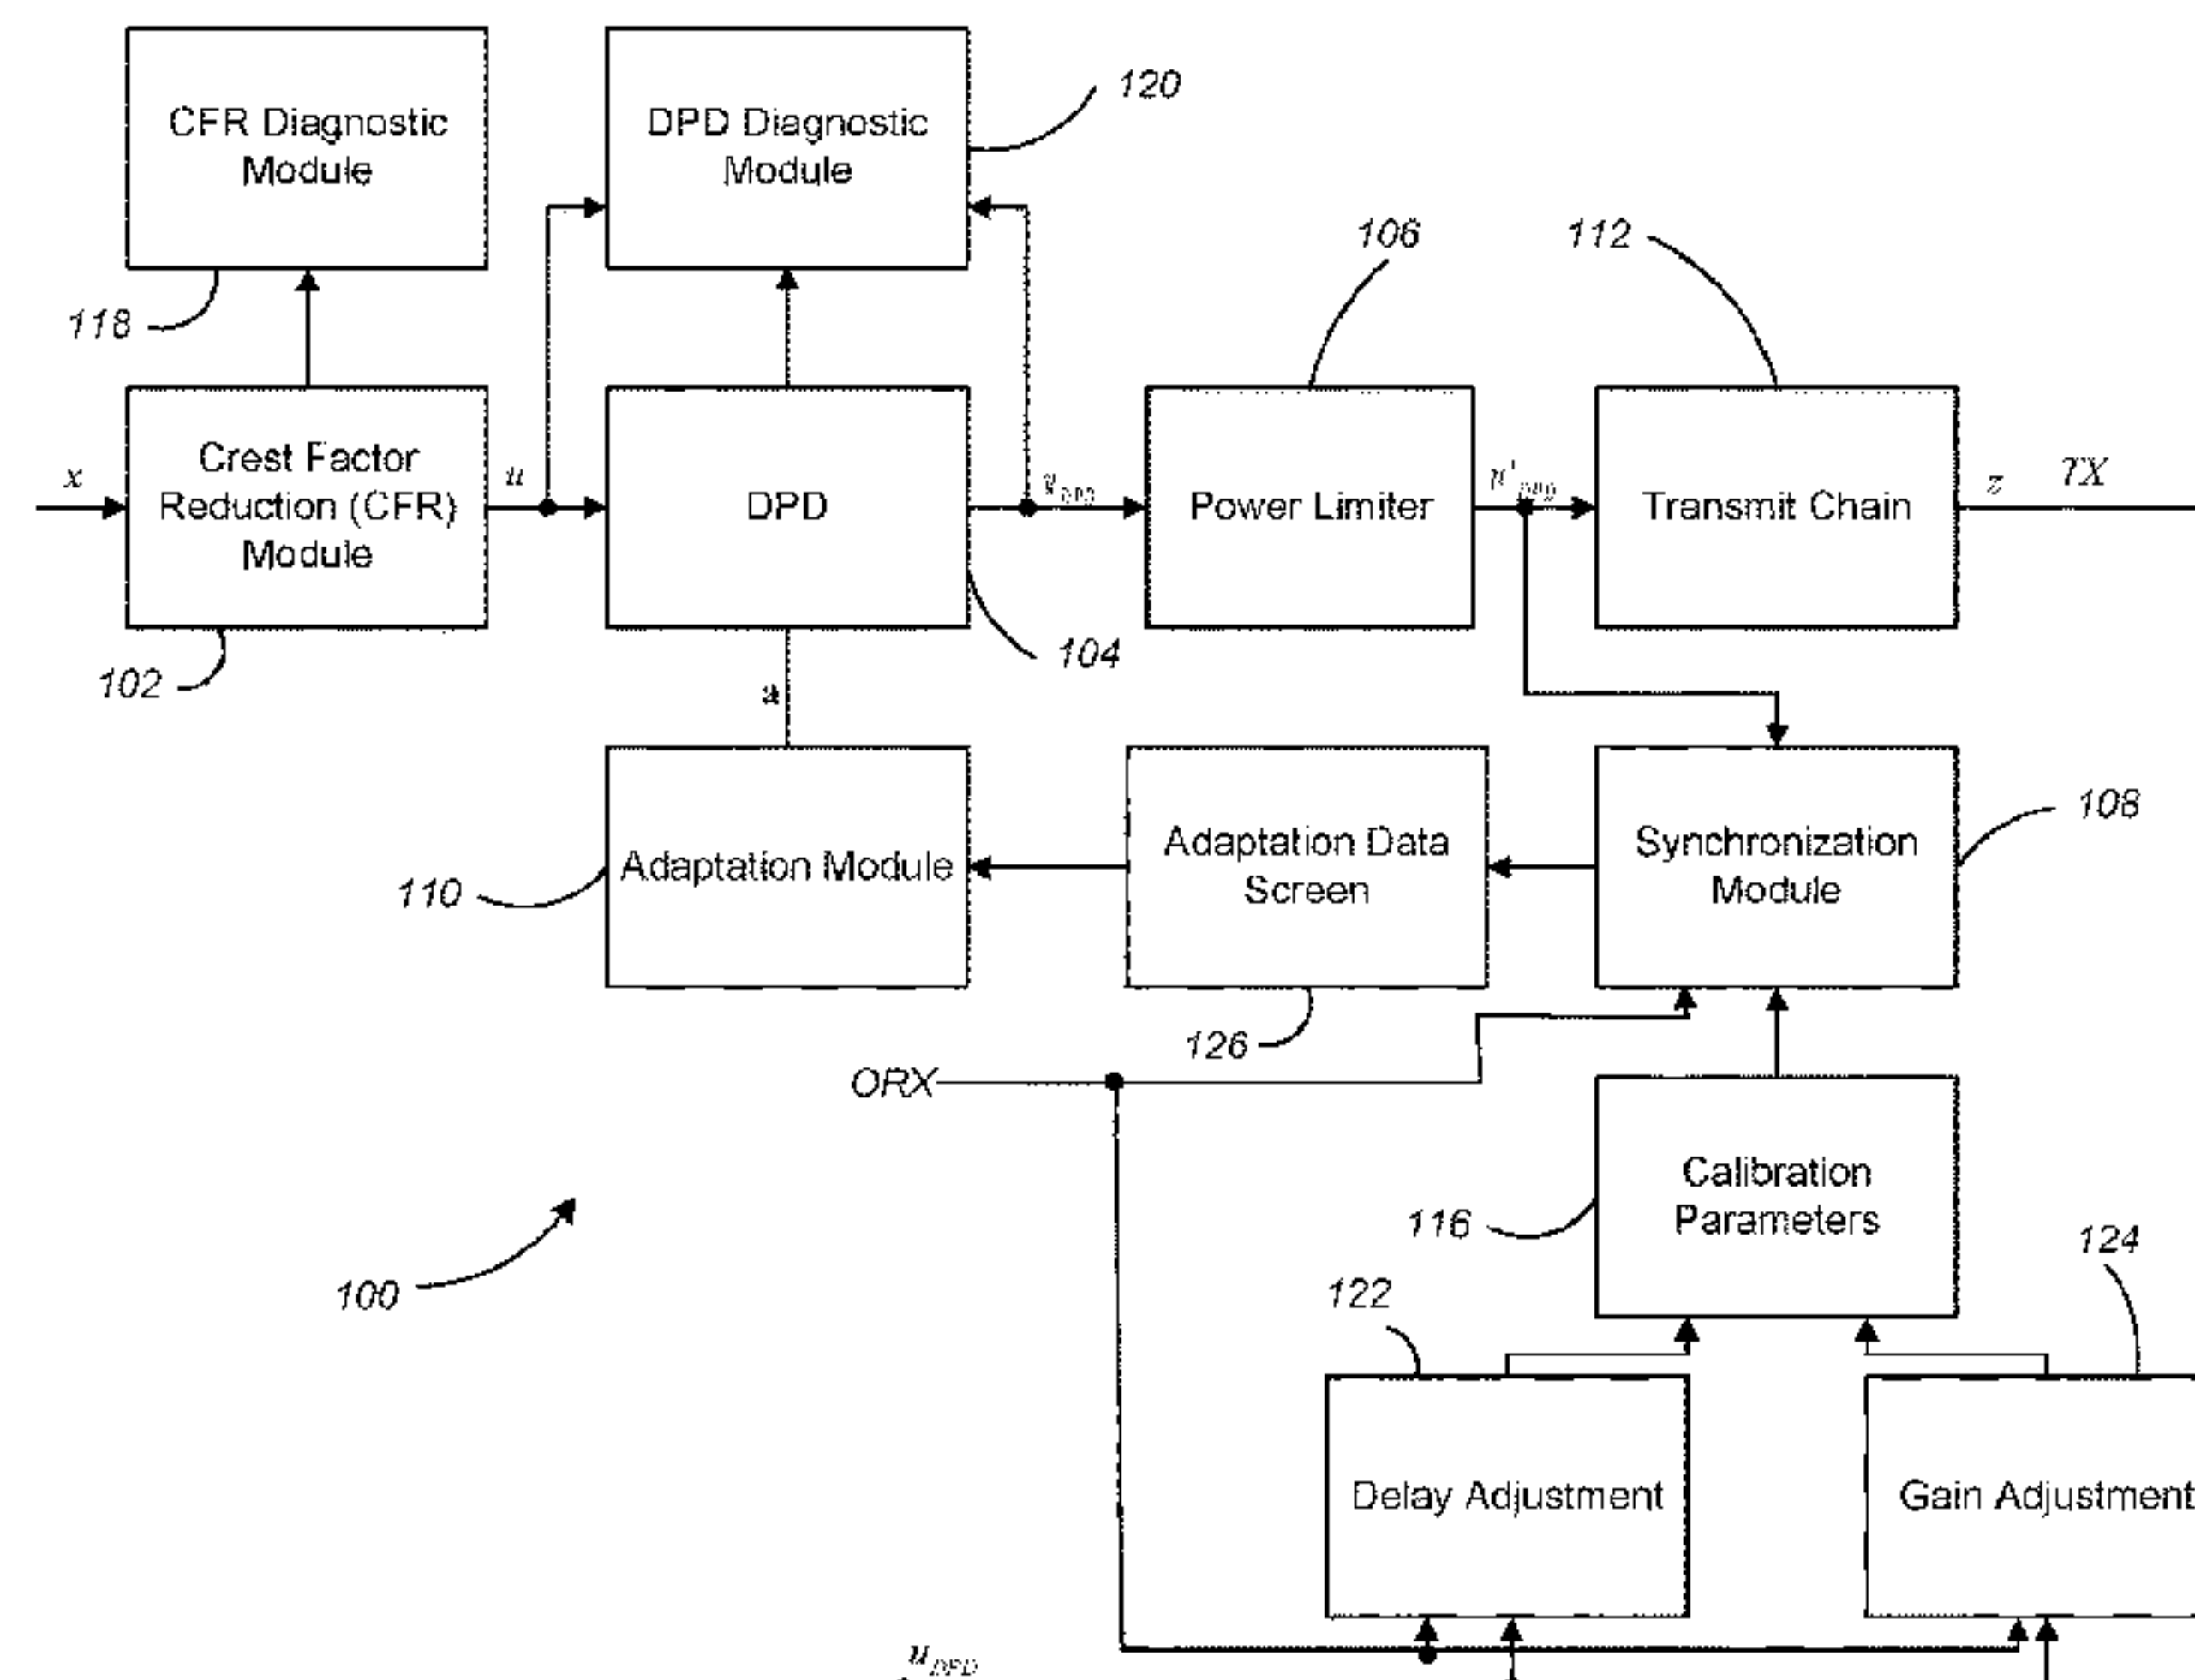 CFR Diagnostic
Module
DPD Diagnostic
Module
120
118
106
112
x
Crest Factor
Reduction (CFR)
Module
u
DPD
Power Limiter
Transmit Chain
z
TX
102
104
a
Adaptation Module
110
Adaptation Data
Screen
126
Synchronization
Module
108
ORX
Calibration
Parameters
116
100
122
124
Delay Adjustment
Gain Adjustment
u_DPD